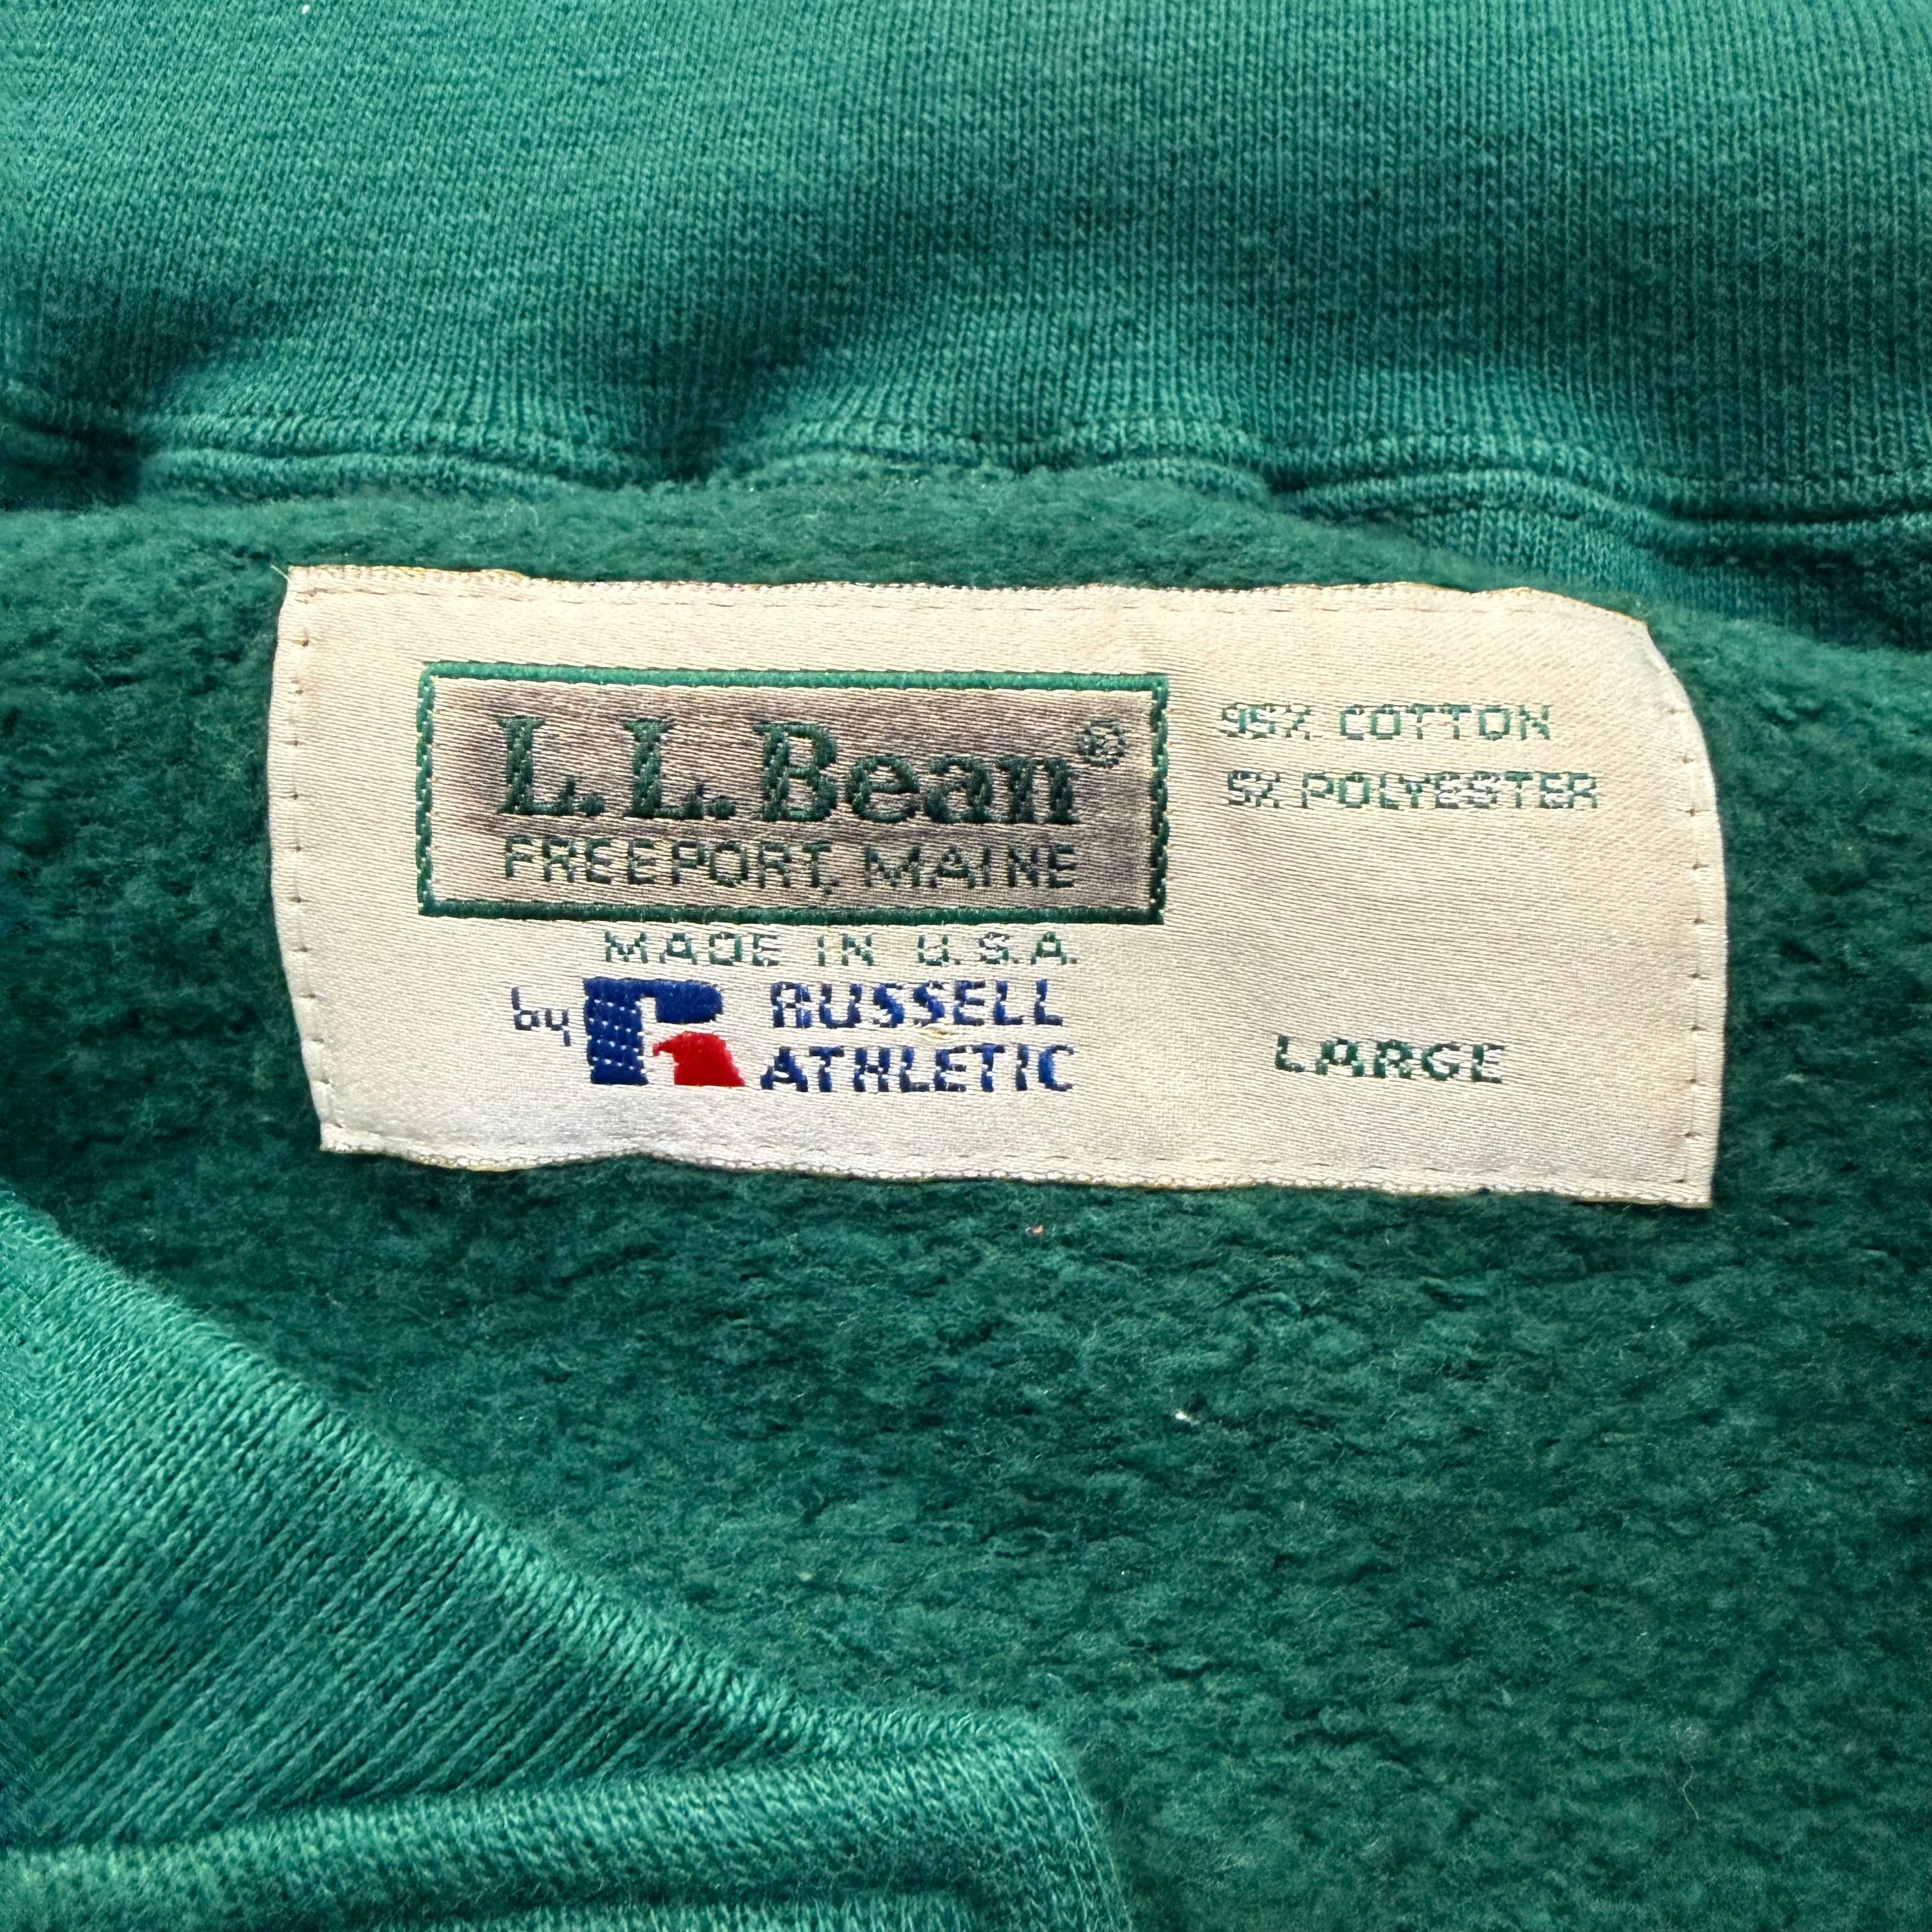 L.L.Bean®
FREEPORT, MAINE
MADE IN U.S.A.
by RUSSELL
ATHLETIC
95% COTTON
5% POLYESTER
LARGE